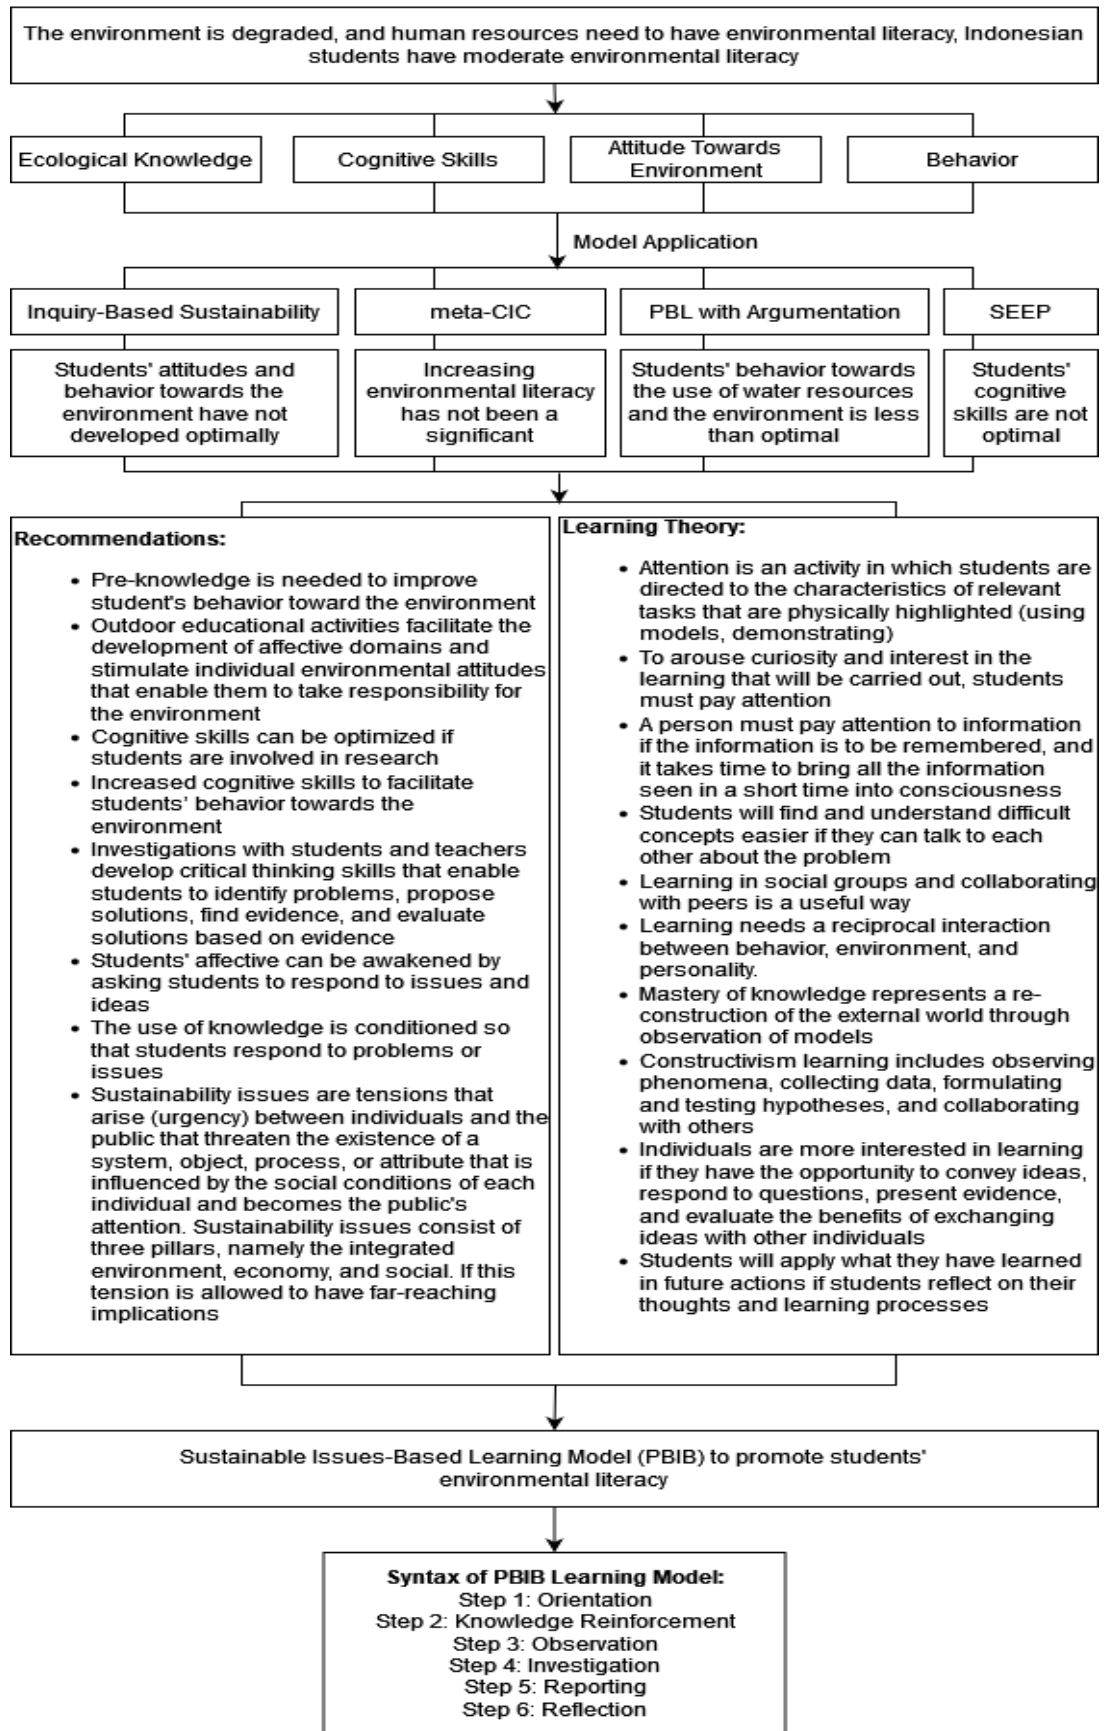 The environment is degraded, and human resources need to have environmental literacy, Indonesian
students have moderate environmental literacy
Ecological Knowledge
Cognitive Skills
Attitude Towards
Environment
Behavior
Model Application
Inquiry-Based Sustainability
meta-CIC
PBL with Argumentation
SEEP
Students' attitudes and
behavior towards the
environment have not
developed optimally
Increasing
environmental literacy
has not been a
significant
Students' behavior towards
the use of water resources
and the environment is less
than optimal
Students'
cognitive
skills are not
optimal
Recommendations:
• Pre-knowledge is needed to improve
student's behavior toward the environment
• Outdoor educational activities facilitate the
development of affective domains and
stimulate individual environmental attitudes
that enable them to take responsibility for
the environment
• Cognitive skills can be optimized if
students are involved in research
• Increased cognitive skills to facilitate
students' behavior towards the
environment
• Investigations with students and teachers
develop critical thinking skills that enable
students to identify problems, propose
solutions, find evidence, and evaluate
solutions based on evidence
• Students' affective can be awakened by
asking students to respond to issues and
ideas
• The use of knowledge is conditioned so
that students respond to problems or
issues
• Sustainability issues are tensions that
arise (urgency) between individuals and the
public that threaten the existence of a
system, object, process, or attribute that is
influenced by the social conditions of each
individual and becomes the public's
attention. Sustainability issues consist of
three pillars, namely the integrated
environment, economy, and social. If this
tension is allowed to have far-reaching
implications
Learning Theory:
• Attention is an activity in which students are
directed to the characteristics of relevant
tasks that are physically highlighted (using
models, demonstrating)
• To arouse curiosity and interest in the
learning that will be carried out, students
must pay attention
• A person must pay attention to information
if the information is to be remembered, and
it takes time to bring all the information
seen in a short time into consciousness
• Students will find and understand difficult
concepts easier if they can talk to each
other about the problem
• Learning in social groups and collaborating
with peers is a useful way
• Learning needs a reciprocal interaction
between behavior, environment, and
personality.
• Mastery of knowledge represents a re-
construction of the external world through
observation of models
• Constructivism learning includes observing
phenomena, collecting data, formulating
and testing hypotheses, and collaborating
with others
• Individuals are more interested in learning
if they have the opportunity to convey ideas,
respond to questions, present evidence,
and evaluate the benefits of exchanging
ideas with other individuals
• Students will apply what they have learned
in future actions if students reflect on their
thoughts and learning processes
Sustainable Issues-Based Learning Model (PBIB) to promote students'
environmental literacy
Syntax of PBIB Learning Model:
Step 1: Orientation
Step 2: Knowledge Reinforcement
Step 3: Observation
Step 4: Investigation
Step 5: Reporting
Step 6: Reflection